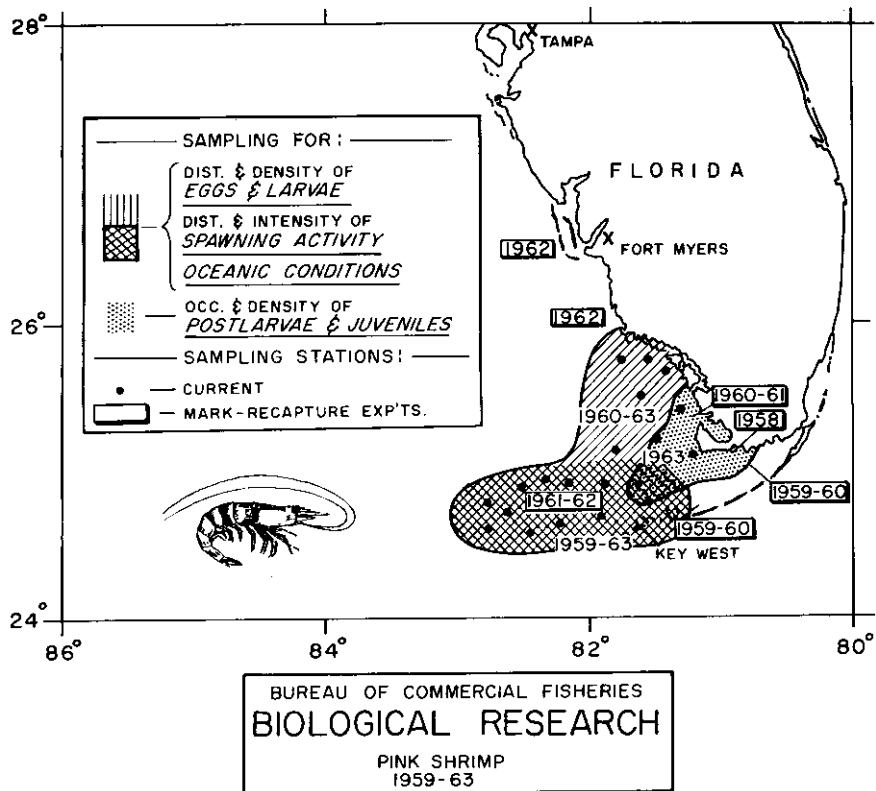 28°
TAMPA
SAMPLING FOR:
DIST. & DENSITY OF
EGGS & LARVAE
DIST. & INTENSITY OF
SPAWNING ACTIVITY
OCEANIC CONDITIONS
OCC. & DENSITY OF
POSTLARVAE & JUVENILES
SAMPLING STATIONS:
CURRENT
MARK-RECAPTURE EXP'TS.
FLORIDA
1962
FORT MYERS
26°
1962
1960-63
1960-61
1958
1963
1959-60
1961-62
1959-60
1959-63
KEY WEST
24°
86°
84°
82°
80°
BUREAU OF COMMERCIAL FISHERIES
BIOLOGICAL RESEARCH
PINK SHRIMP
1959-63